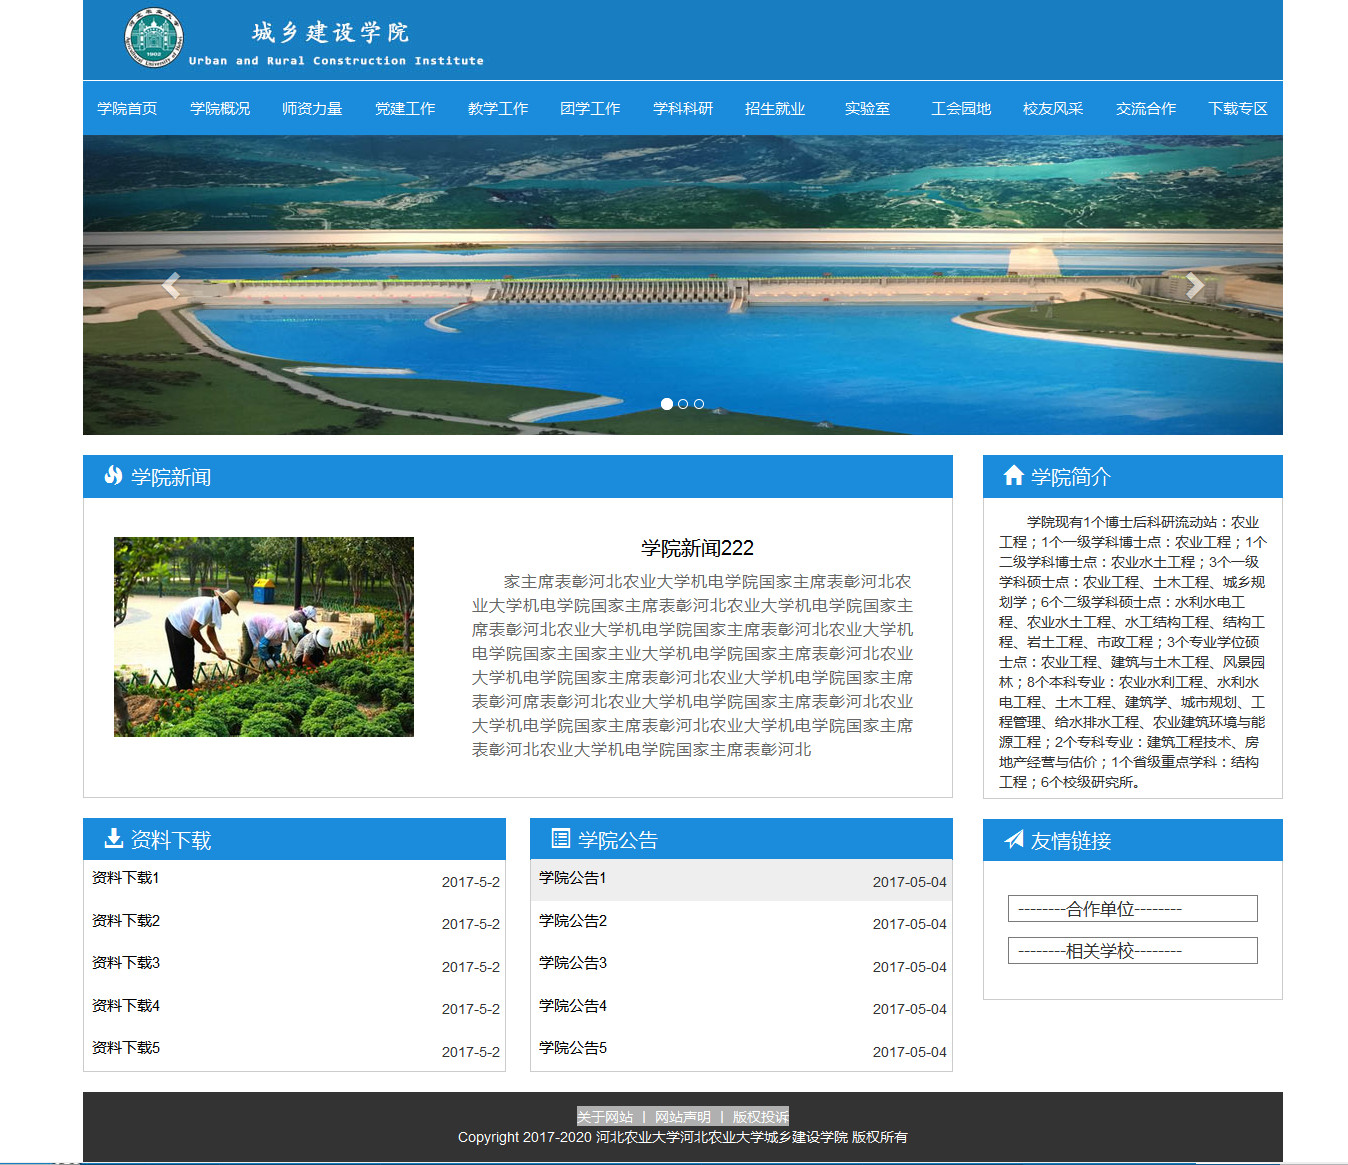 城乡建设学院
Urban and Rural Construction Institute
1902
学院首页 学院概况 师资力量 党建工作 教学工作 团学工作 学科科研 招生就业 实验室 工会园地 校友风采 交流合作 下载专区
学院新闻
学院新闻222
家主席表彰河北农业大学机电学院国家主席表彰河北农
业大学机电学院国家主席表彰河北农业大学机电学院国家主
席表彰河北农业大学机电学院国家主席表彰河北农业大学机
电学院国家主国家主业大学机电学院国家主席表彰河北农业
大学机电学院国家主席表彰河北农业大学机电学院国家主席
表彰河席表彰河北农业大学机电学院国家主席表彰河北农业
大学机电学院国家主席表彰河北农业大学机电学院国家主席
表彰河北农业大学机电学院国家主席表彰河北
学院简介
学院现有1个博士后科研流动站：农业
工程；1个一级学科博士点：农业工程；1个
二级学科博士点：农业水土工程；3个一级
学科硕士点：农业工程、土木工程、城乡规
划学；6个二级学科硕士点：水利水电工
程、农业水土工程、水工结构工程、结构工
程、岩土工程、市政工程；3个专业学位硕
士点：农业工程、建筑与土木工程、风景园
林；8个本科专业：农业水利工程、水利水
电工程、土木工程、建筑学、城市规划、工
程管理、给水排水工程、农业建筑环境与能
源工程；2个专科专业：建筑工程技术、房
地产经营与估价；1个省级重点学科：结构
工程；6个校级研究所。
资料下载
资料下载1 2017-5-2
资料下载2 2017-5-2
资料下载3 2017-5-2
资料下载4 2017-5-2
资料下载5 2017-5-2
学院公告
学院公告1 2017-05-04
学院公告2 2017-05-04
学院公告3 2017-05-04
学院公告4 2017-05-04
学院公告5 2017-05-04
友情链接
--------合作单位--------
--------相关学校--------
关于网站 | 网站声明 | 版权投诉
Copyright 2017-2020 河北农业大学河北农业大学城乡建设学院 版权所有